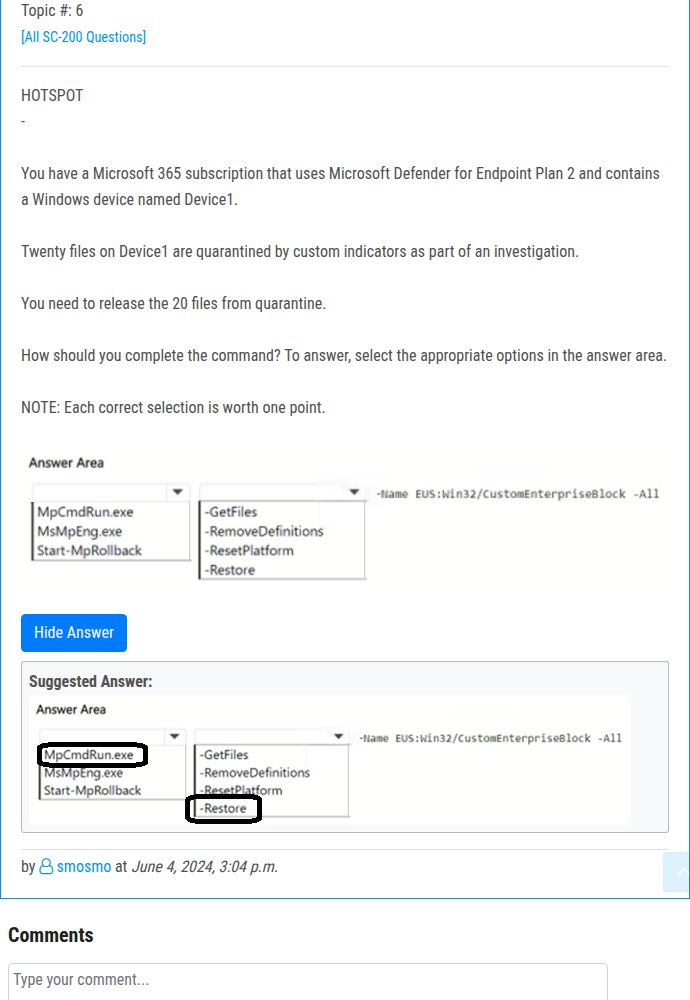 Topic #: 6
[All SC-200 Questions]
HOTSPOT
-
You have a Microsoft 365 subscription that uses Microsoft Defender for Endpoint Plan 2 and contains
a Windows device named Device1.
Twenty files on Device1 are quarantined by custom indicators as part of an investigation.
You need to release the 20 files from quarantine.
How should you complete the command? To answer, select the appropriate options in the answer area.
NOTE: Each correct selection is worth one point.
Answer Area
-Name EUS:Win32/CustomEnterpriseBlock -All
MpCmdRun.exe -GetFiles
MsMpEng.exe -RemoveDefinitions
Start-MpRollback -ResetPlatform
-Restore
Hide Answer
Suggested Answer:
Answer Area
-Name EUS:Win32/CustomEnterpriseBlock -All
MpCmdRun.exe -GetFiles
MsMpEng.exe -RemoveDefinitions
Start-MpRollback -ResetPlatform
-Restore
by smosmo at June 4, 2024, 3:04 p.m.
Comments
Type your comment...